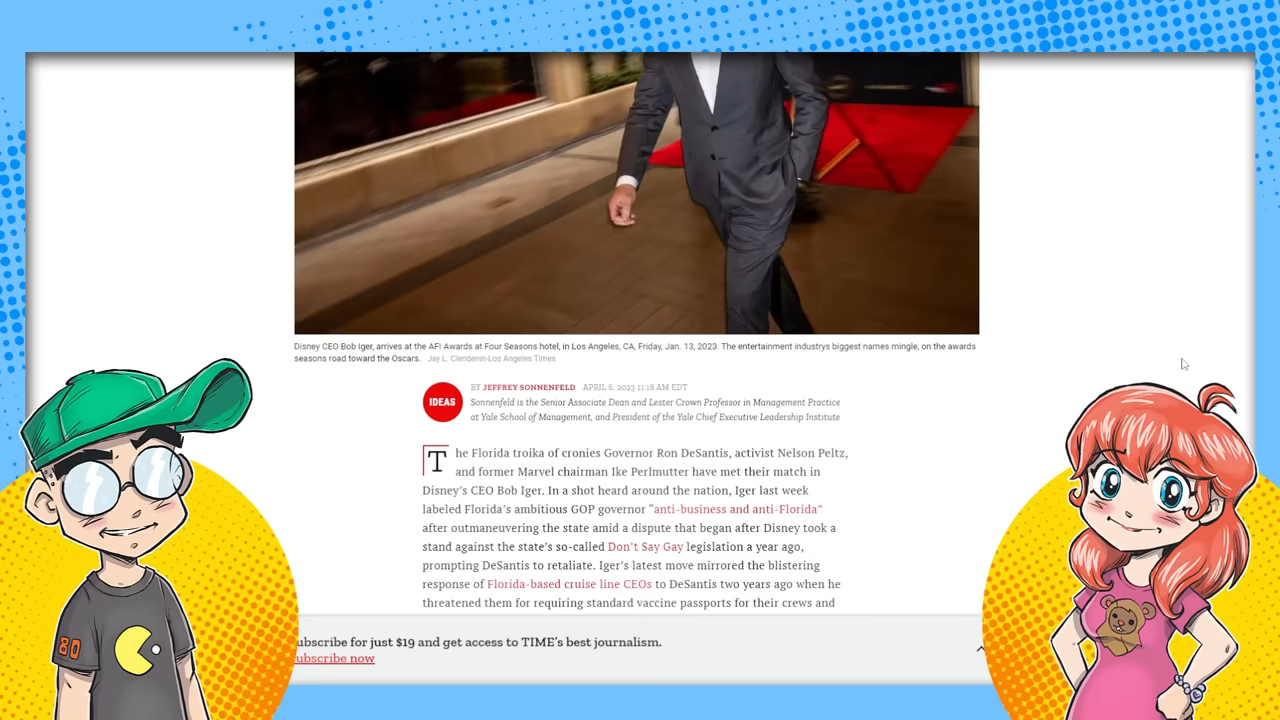 Disney CEO Bob Iger, arrives at the AFI Awards at Four Seasons hotel, in Los Angeles, CA, Friday, Jan. 13, 2023. The entertainment industrys biggest names mingle, on the awards
seasons road toward the Oscars. Jay L. Clendenin-Los Angeles Times
BY JEFFREY SONNENFELD APRIL 6, 2023 11:18 AM EDT
IDEAS
Sonnenfeld is the Senior Associate Dean and Lester Crown Professor in Management Practice
at Yale School of Management, and President of the Yale Chief Executive Leadership Institute
The Florida troika of cronies Governor Ron DeSantis, activist Nelson Peltz,
and former Marvel chairman Ike Perlmutter have met their match in
Disney's CEO Bob Iger. In a shot heard around the nation, Iger last week
labeled Florida's ambitious GOP governor “anti-business and anti-Florida”
after outmaneuvering the state amid a dispute that began after Disney took a
stand against the state's so-called Don't Say Gay legislation a year ago,
prompting DeSantis to retaliate. Iger's latest move mirrored the blistering
response of Florida-based cruise line CEOs to DeSantis two years ago when he
threatened them for requiring standard vaccine passports for their crews and
ubscribe for just $19 and get access to TIME's best journalism.
ubscribe now
80